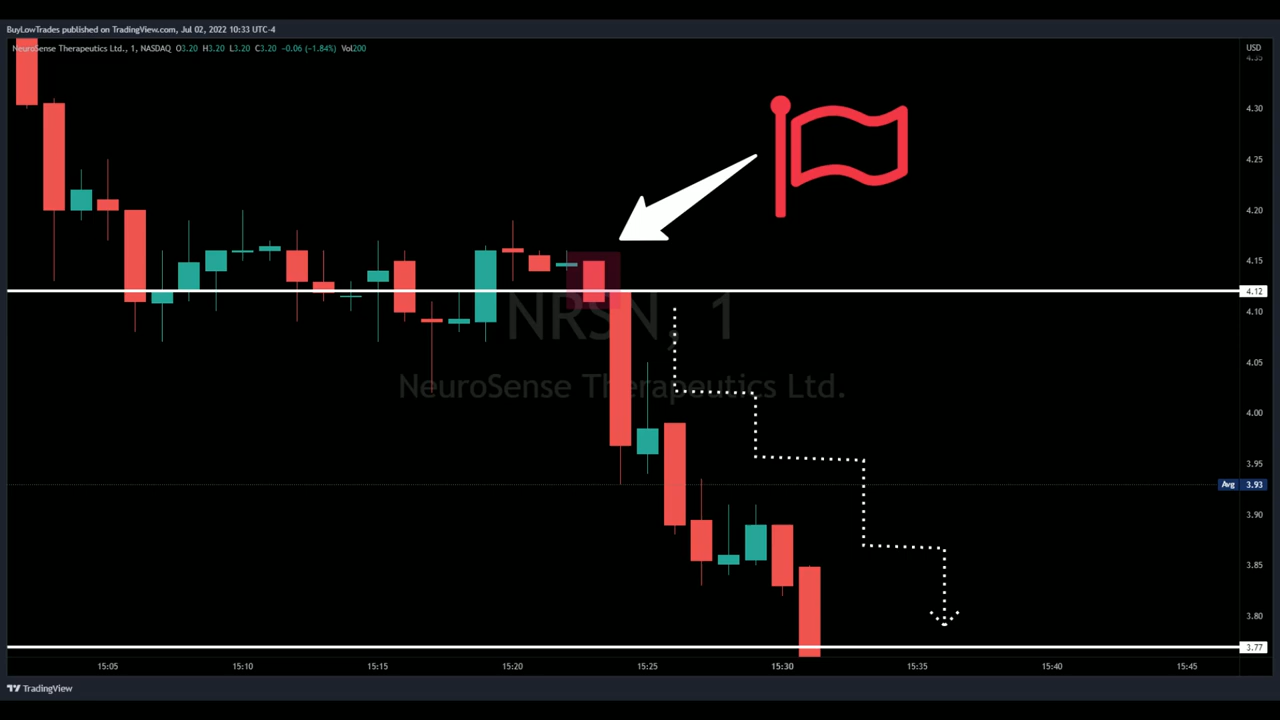 BuyLowTrades published on TradingView.com, Jul 02, 2022 10:33 UTC-4
NeuroSense Therapeutics Ltd., 1, NASDAQ O3.20 H3.20 L3.20 C3.20 -0.06 (-1.84%) Vol200
USD
4.35
4.30
4.25
4.20
4.15
4.12
4.10
4.05
4.00
3.95
Avg 3.93
3.90
3.85
3.80
3.77
NRSN, 1
NeuroSense Therapeutics Ltd.
15:05 15:10 15:15 15:20 15:25 15:30 15:35 15:40 15:45
TradingView